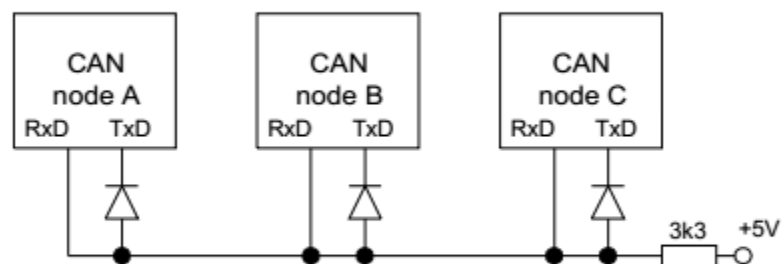 CAN
node A
RxD TxD
CAN
node B
RxD TxD
CAN
node C
RxD TxD
3k3 +5V